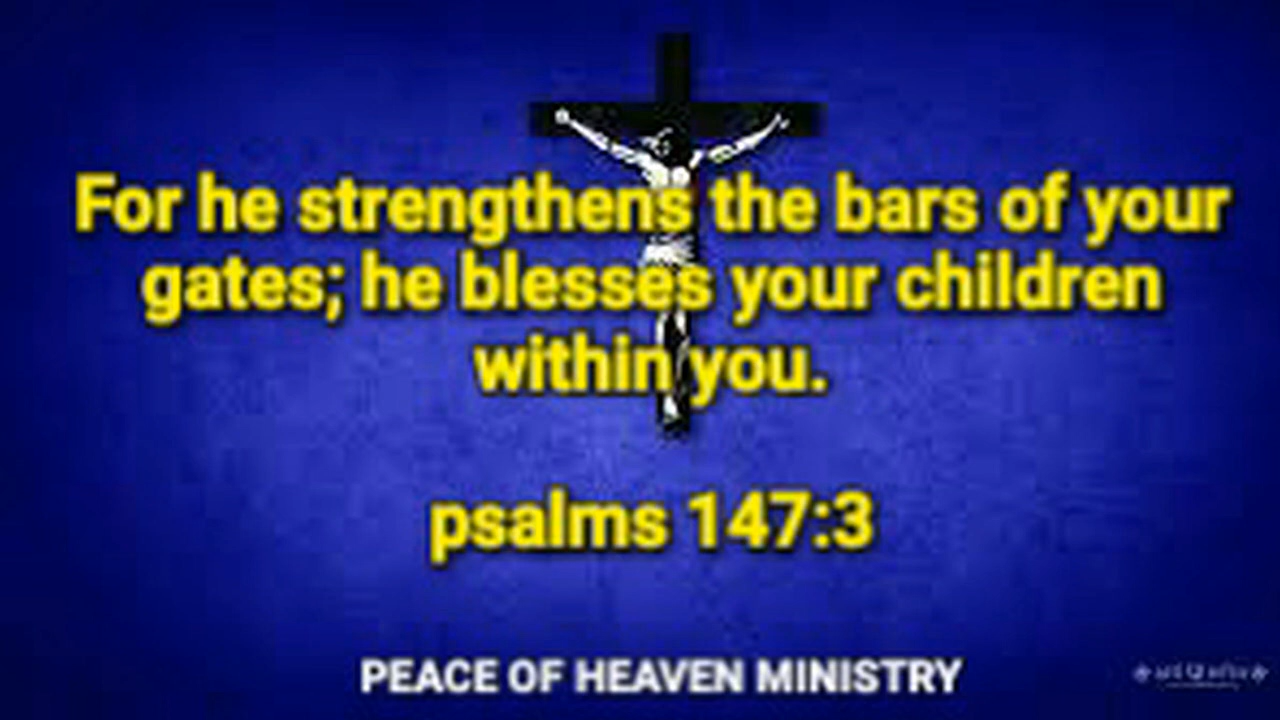 For he strengthens the bars of your
gates; he blesses your children
within you.
psalms 147:3
PEACE OF HEAVEN MINISTRY